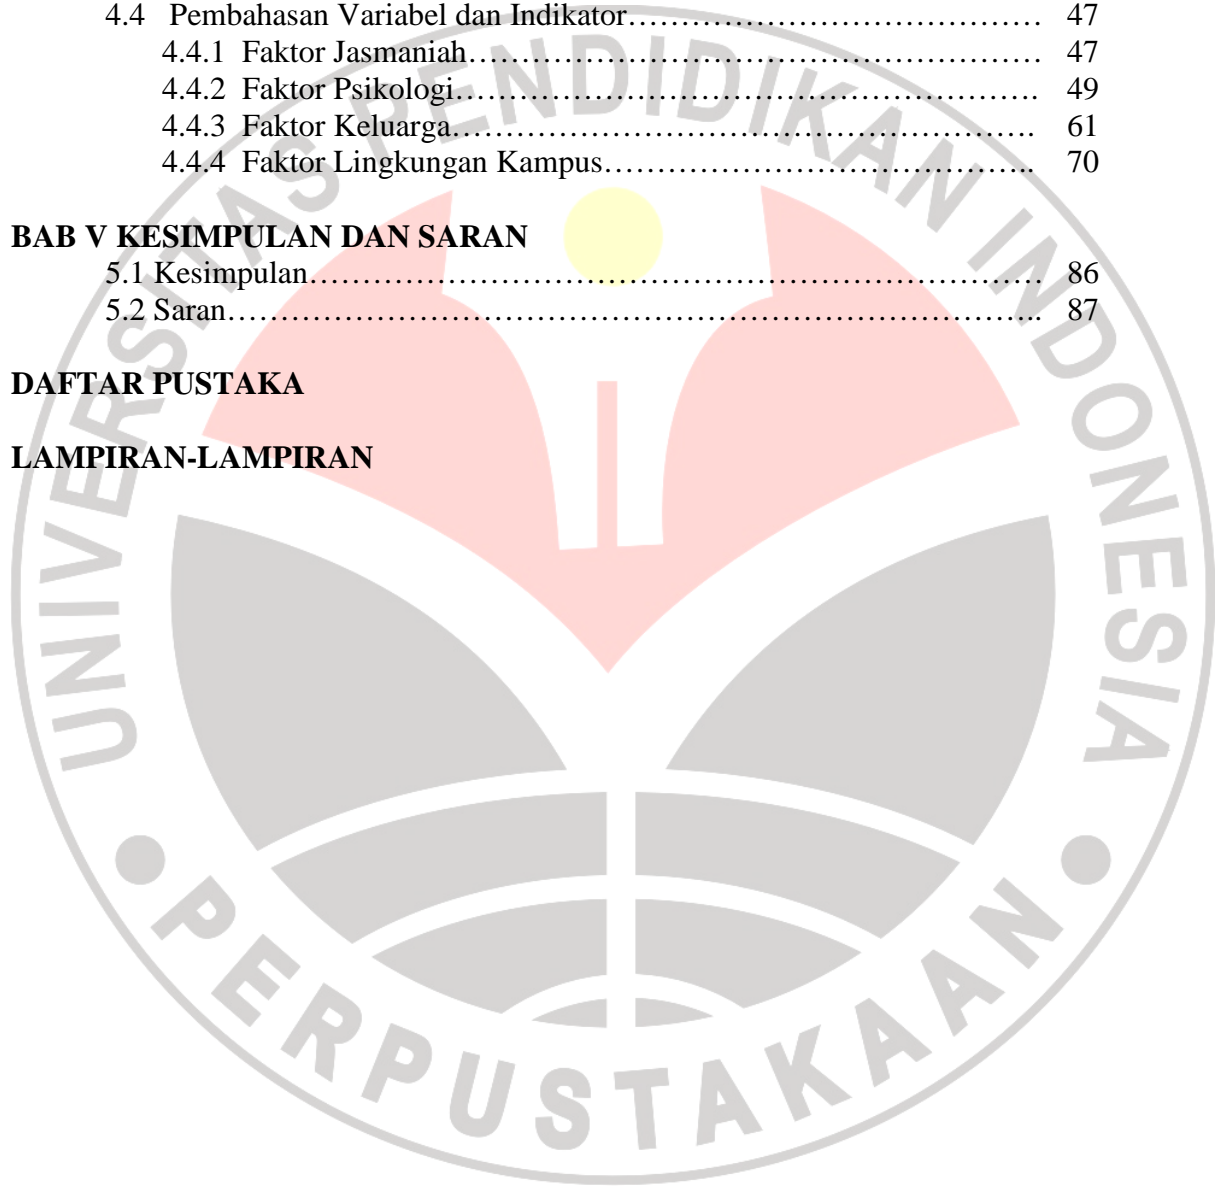 4.4 Pembahasan Variabel dan Indikator………………………………… 47
4.4.1 Faktor Jasmaniah……………………………………………… 47
4.4.2 Faktor Psikologi………………………………………………. 49
4.4.3 Faktor Keluarga………………………………………………. 61
4.4.4 Faktor Lingkungan Kampus………………………………….. 70
BAB V KESIMPULAN DAN SARAN
5.1 Kesimpulan…………………………………………………………… 86
5.2 Saran………………………………………………………………….. 87
DAFTAR PUSTAKA
LAMPIRAN-LAMPIRAN
UNIVERSITAS PENDIDIKAN INDONESIA
PERPUSTAKAAN